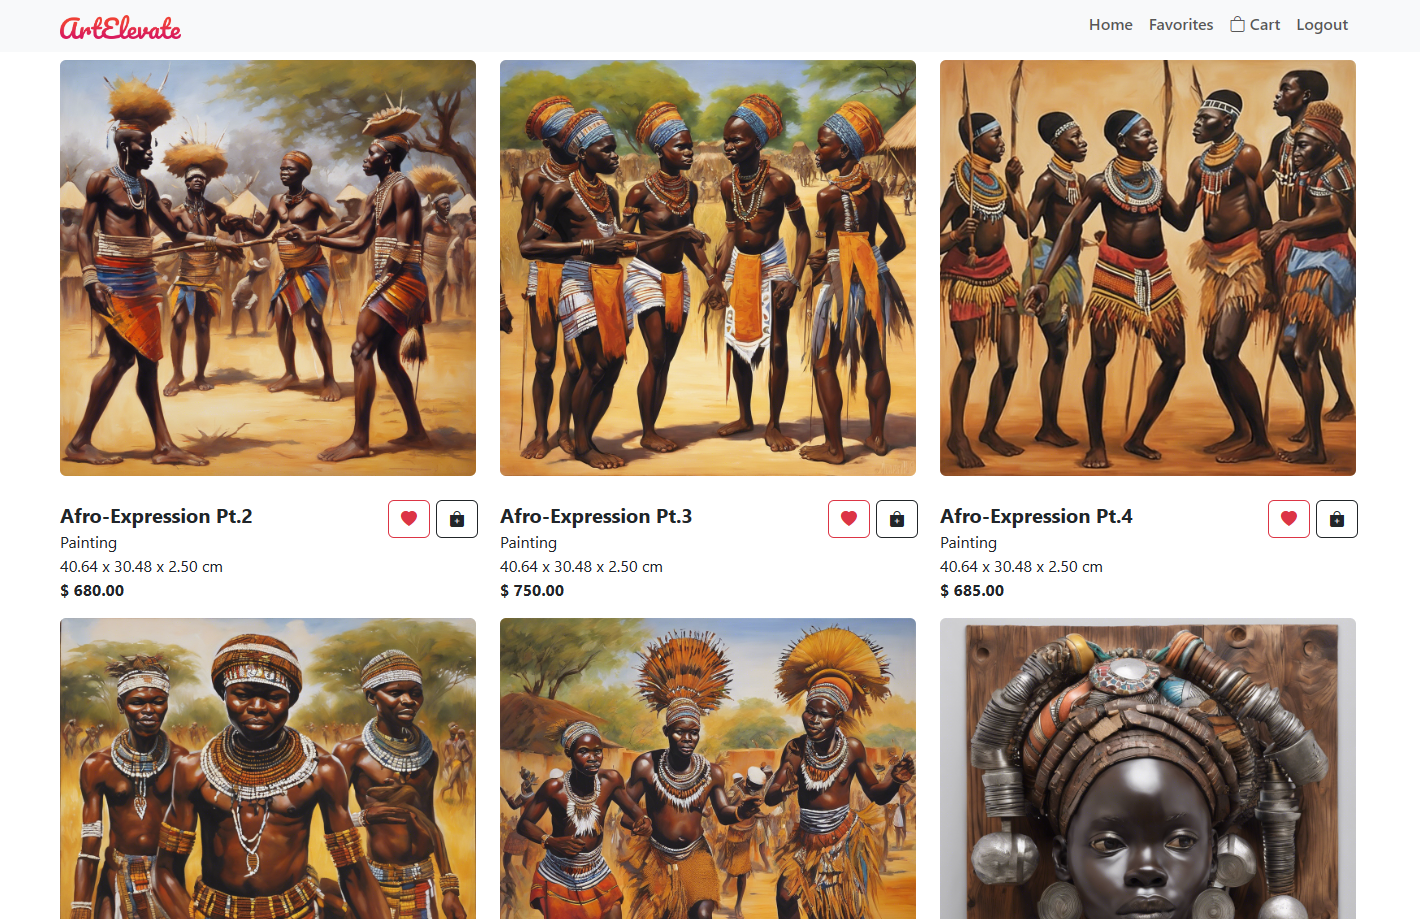 ArtElevate
Home Favorites Cart Logout
Afro-Expression Pt.2
Painting
40.64 x 30.48 x 2.50 cm
$ 680.00
Afro-Expression Pt.3
Painting
40.64 x 30.48 x 2.50 cm
$ 750.00
Afro-Expression Pt.4
Painting
40.64 x 30.48 x 2.50 cm
$ 685.00